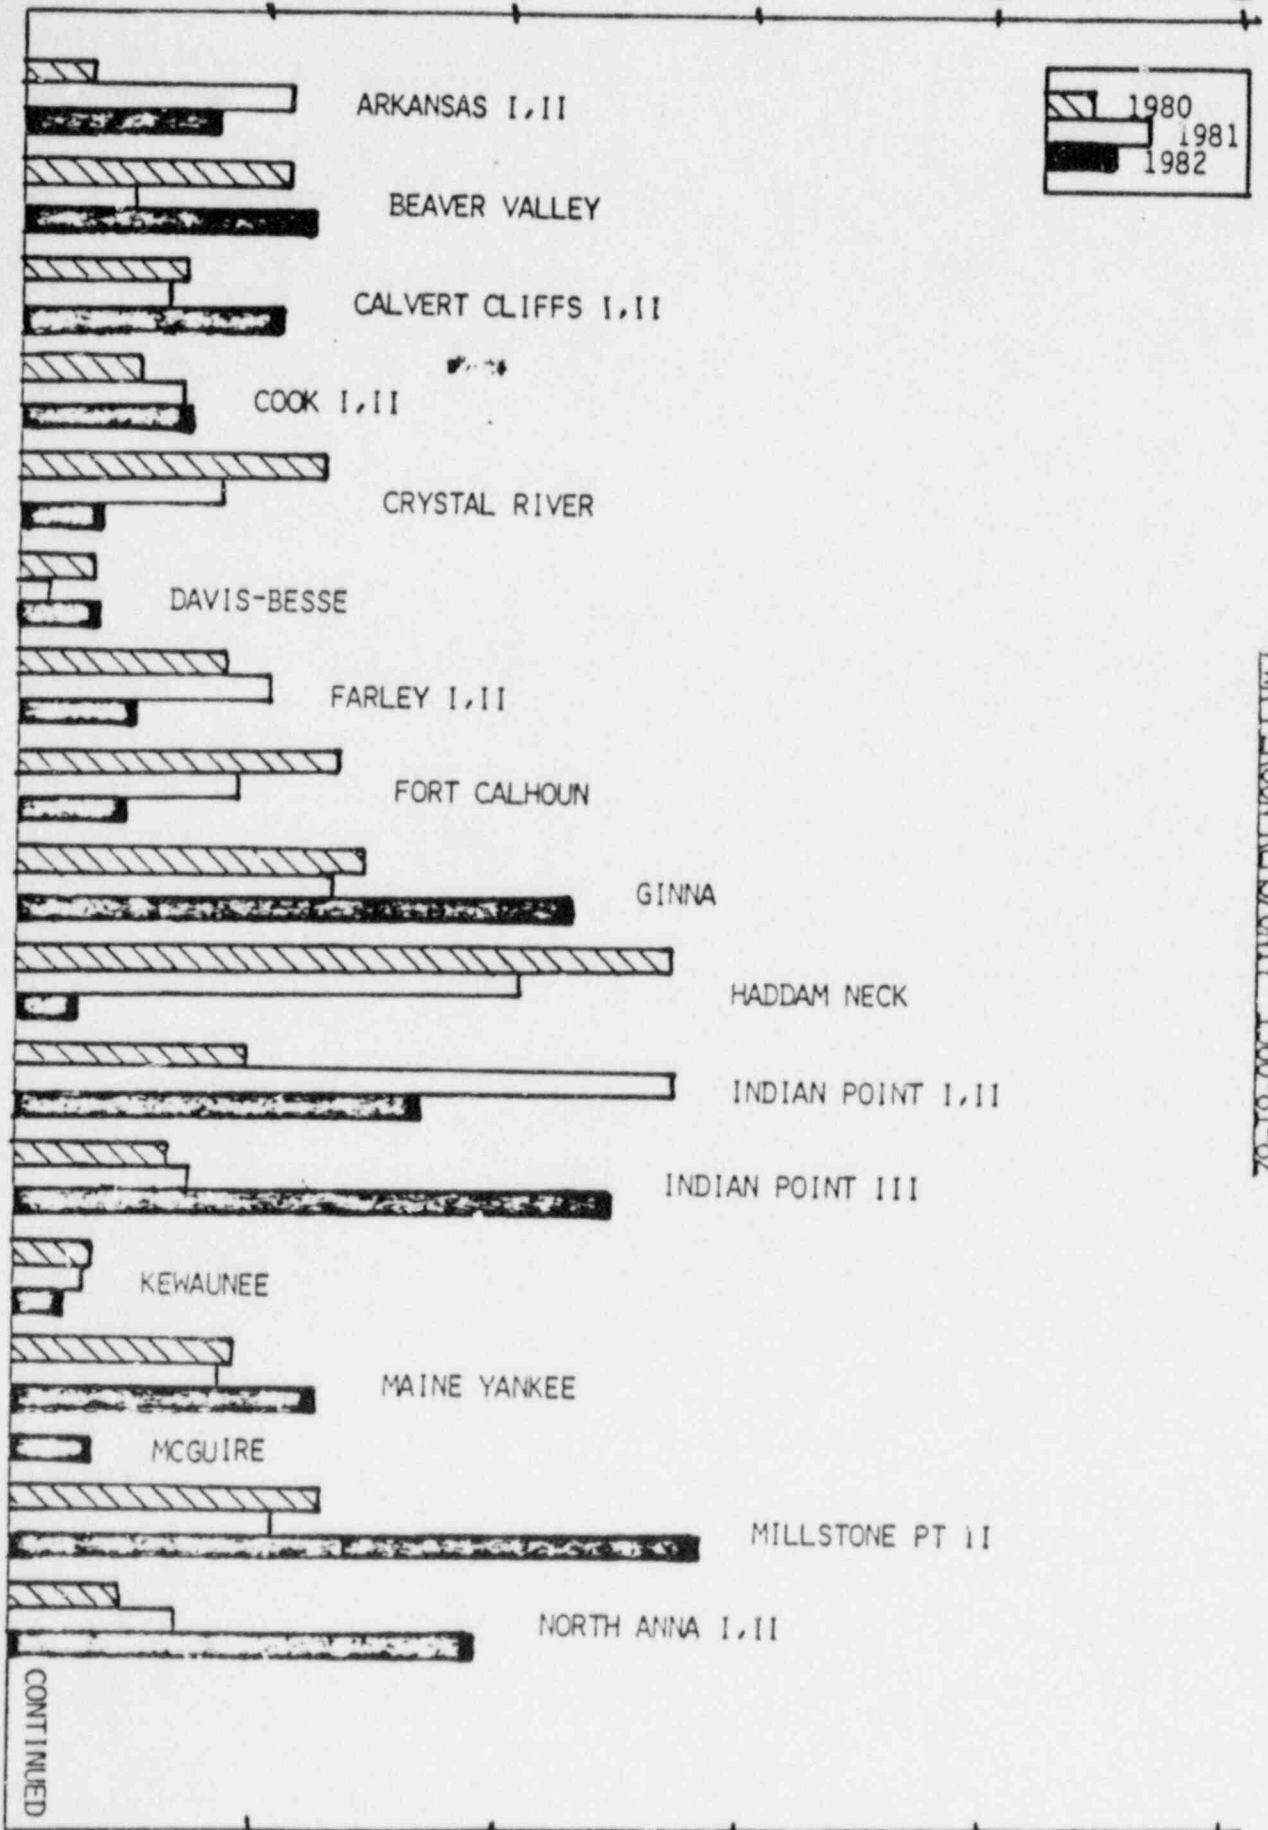 1980
1981
1982
ARKANSAS I,II
BEAVER VALLEY
CALVERT CLIFFS I,II
COOK I,II
CRYSTAL RIVER
DAVIS-BESSE
FARLEY I,II
FORT CALHOUN
GINNA
HADDAM NECK
INDIAN POINT I,II
INDIAN POINT III
KEWAUNEE
MAINE YANKEE
MCGUIRE
MILLSTONE PT II
NORTH ANNA I,II
CONTINUED